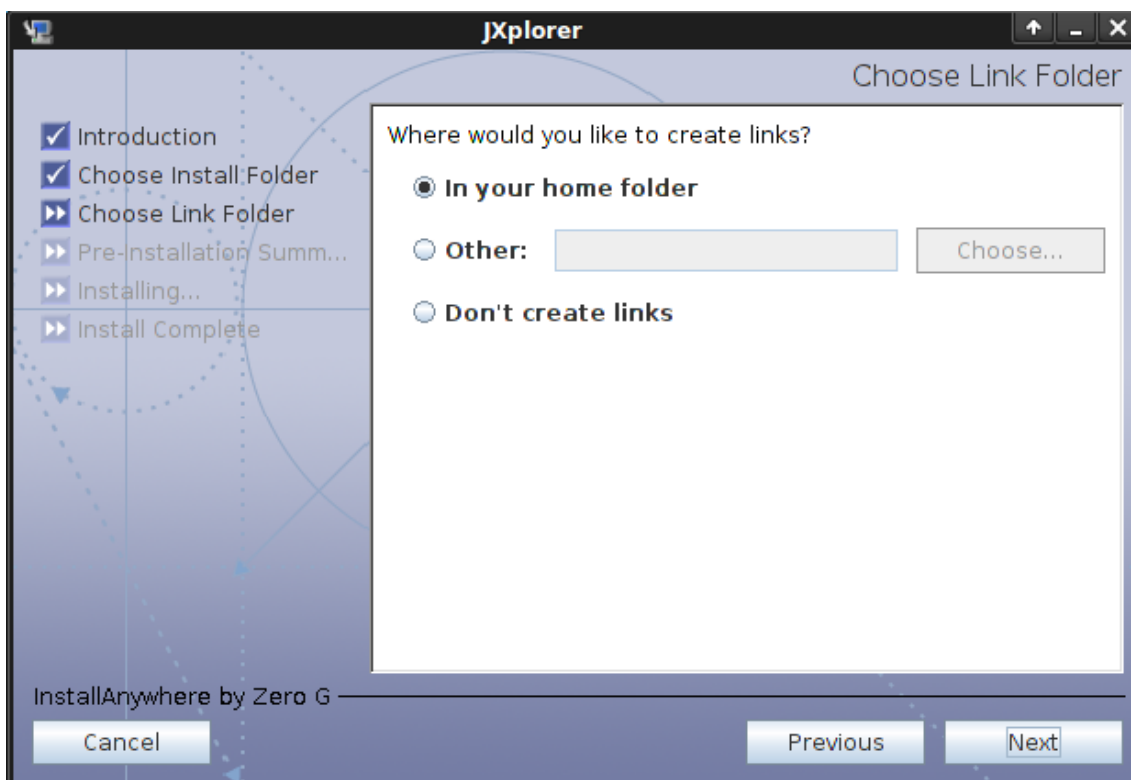 JXplorer
Choose Link Folder
Introduction
Choose Install Folder
Choose Link Folder
Pre-Installation Summ...
Installing...
Install Complete
Where would you like to create links?
In your home folder
Other:
Choose...
Don't create links
InstallAnywhere by Zero G
Cancel
Previous
Next